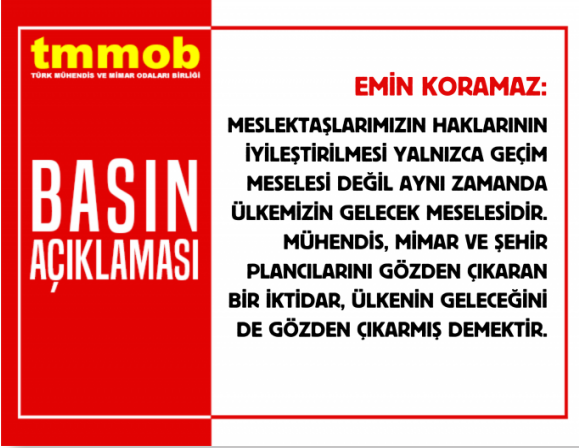 tmmob
TÜRK MÜHENDİS VE MİMAR ODALARI BİRLİĞİ
BASIN
AÇIKLAMASI
EMİN KORAMAZ:
MESLEKTAŞLARIMIZIN HAKLARININ
İYİLEŞTİRİLMESİ YALNIZCA GEÇİM
MESELESİ DEĞİL AYNI ZAMANDA
ÜLKEMİZİN GELECEK MESELESİDİR.
MÜHENDİS, MİMAR VE ŞEHİR
PLANCILARINI GÖZDEN ÇIKARAN
BİR İKTİDAR, ÜLKENİN GELECEĞİNİ
DE GÖZDEN ÇIKARMIŞ DEMEKTİR.